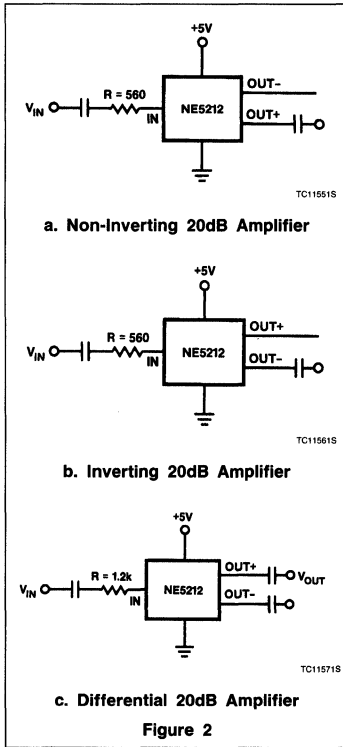 +5V
OUT−
R = 560
NE5212
OUT+
V_IN
IN
TC11551S
a. Non-Inverting 20dB Amplifier
+5V
OUT+
R = 560
NE5212
OUT−
V_IN
IN
TC11561S
b. Inverting 20dB Amplifier
+5V
OUT+
V_OUT
R = 1.2k
NE5212
OUT−
V_IN
IN
TC11571S
c. Differential 20dB Amplifier
Figure 2